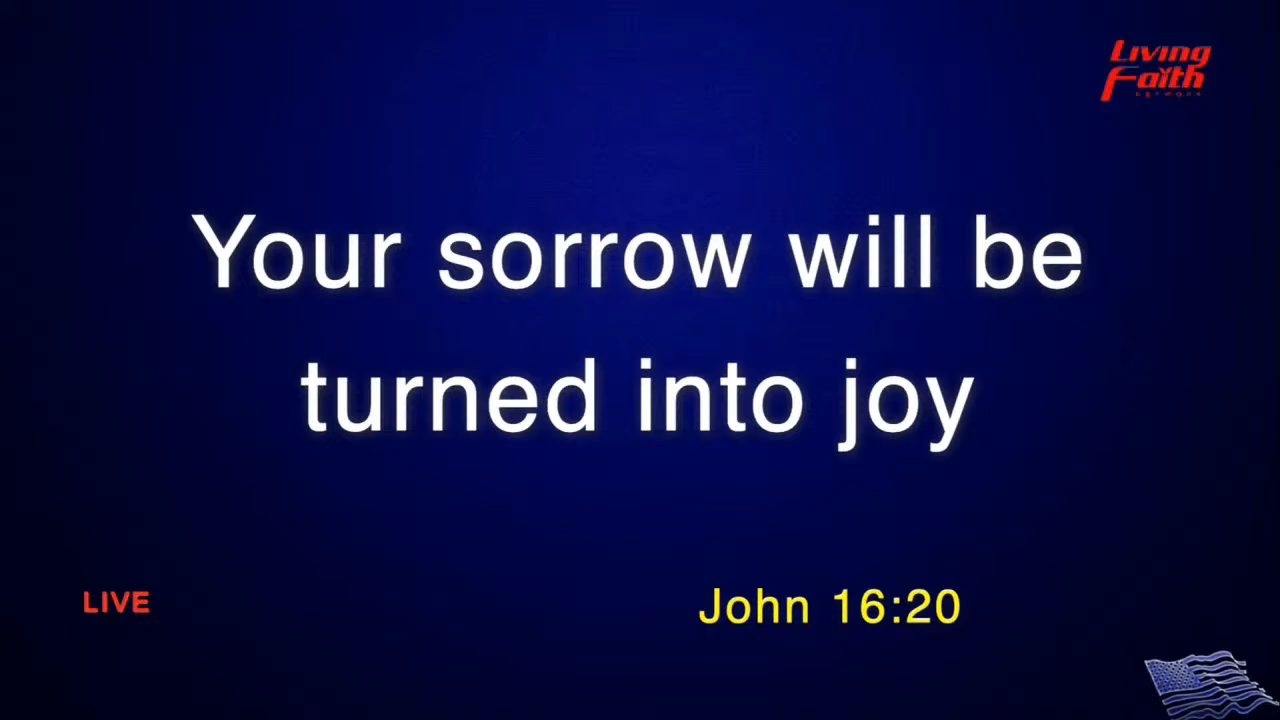 Living
Faith
Your sorrow will be
turned into joy
LIVE
John 16:20